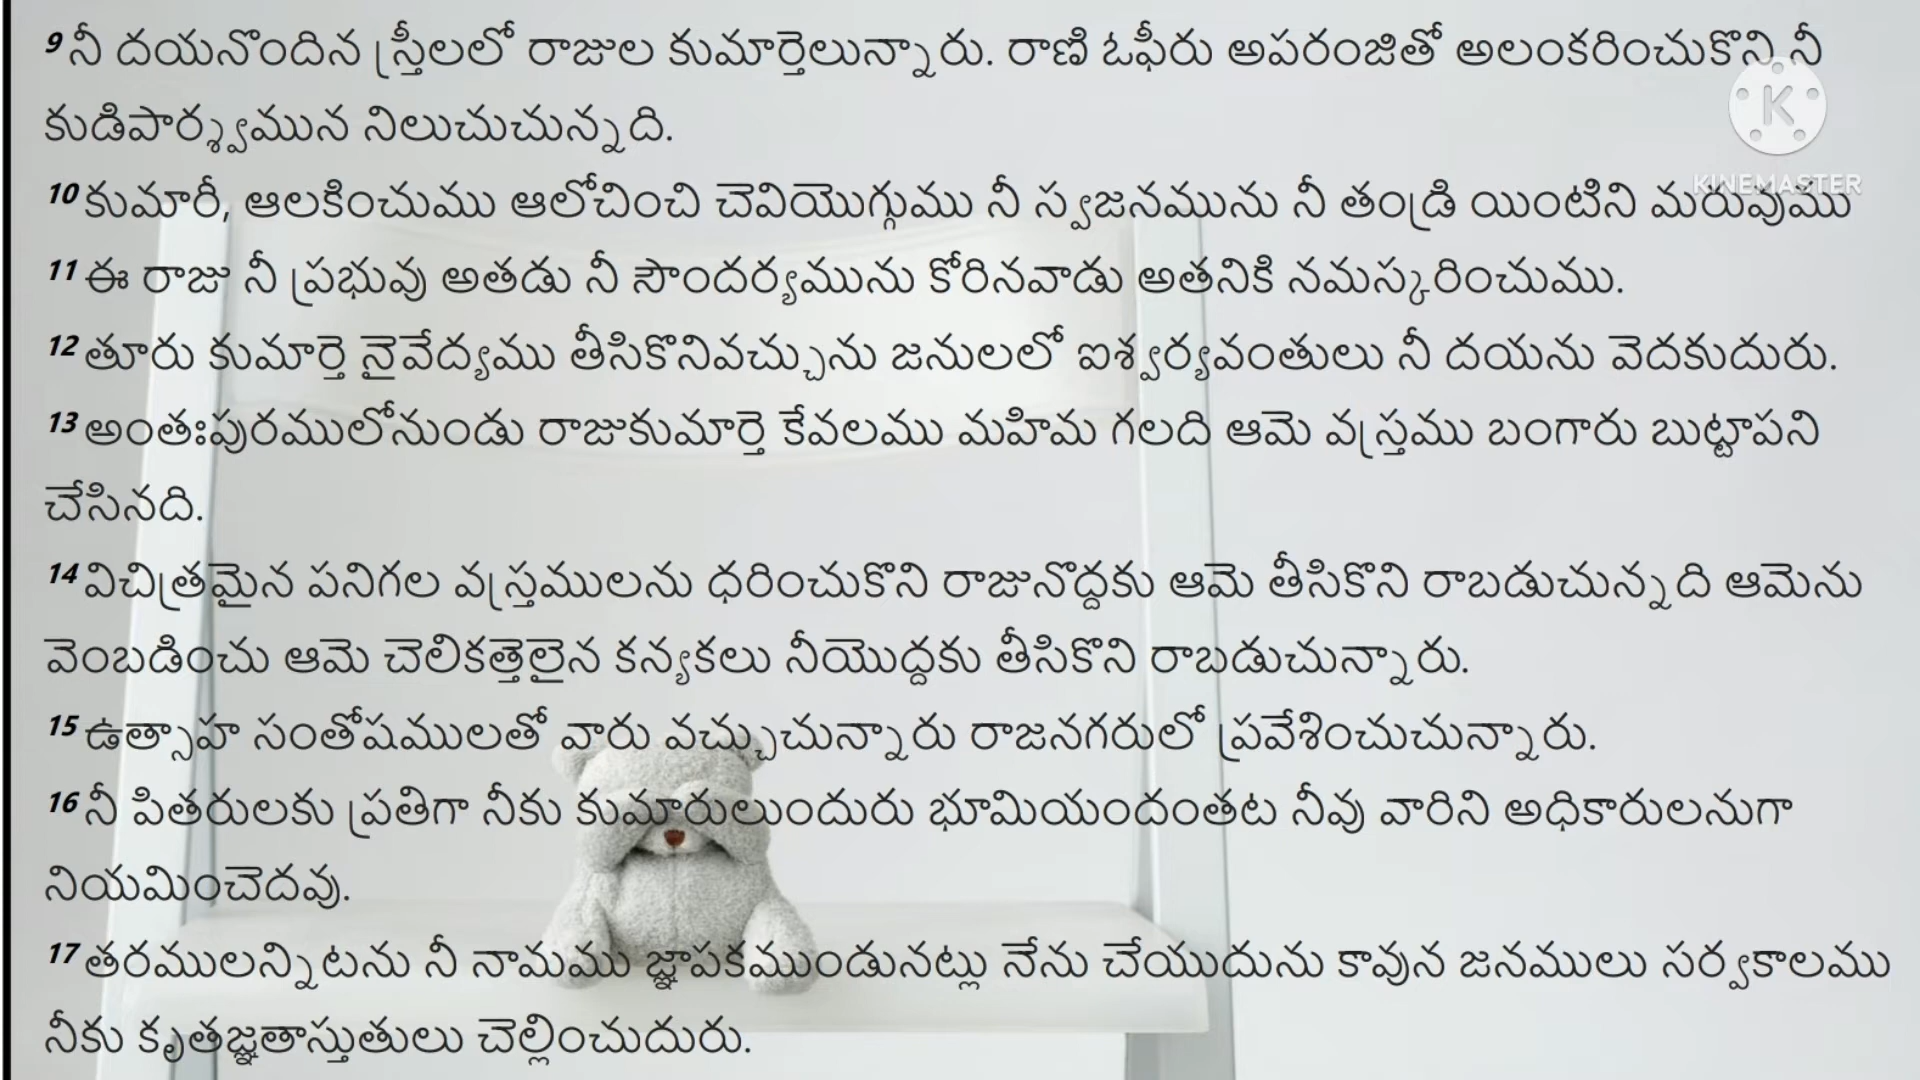 9 నీ దయనొందిన స్త్రీలలో రాజుల కుమార్తెలున్నారు. రాణి ఓఫీరు అపరంజితో అలంకరించుకొని నీ
కుడిపార్శ్వమున నిలుచుచున్నది.
KINEMASTER
10 కుమారీ, ఆలకించుము ఆలోచించి చెవియొగ్గుము నీ స్వజనమును నీ తండ్రి యింటిని మరువుము
11 ఈ రాజు నీ ప్రభువు అతడు నీ సౌందర్యమును కోరినవాడు అతనికి నమస్కరించుము.
12 తూరు కుమార్తె నైవేద్యము తీసికొనివచ్చును జనులలో ఐశ్వర్యవంతులు నీ దయను వెదకుదురు.
13 అంతఃపురములోనుండు రాజుకుమార్తె కేవలము మహిమ గలది ఆమె వస్త్రము బంగారు బుట్టాపని
చేసినది.
14 విచిత్రమైన పనిగల వస్త్రములను ధరించుకొని రాజునొద్దకు ఆమె తీసికొని రాబడుచున్నది ఆమెను
వెంబడించు ఆమె చెలికత్తెలైన కన్యకలు నీయొద్దకు తీసికొని రాబడుచున్నారు.
15 ఉత్సాహ సంతోషములతో వారు వచ్చుచున్నారు రాజనగరులో ప్రవేశించుచున్నారు.
16 నీ పితరులకు ప్రతిగా నీకు కుమారులుందురు భూమియందంతట నీవు వారిని అధికారులనుగా
నియమించెదవు.
17 తరములన్నిటను నీ నామము జ్ఞాపకముండునట్లు నేను చేయుదును కావున జనములు సర్వకాలము
నీకు కృతజ్ఞతాస్తుతులు చెల్లించుదురు.